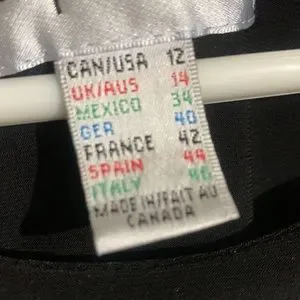 CAN/USA 12
UK/AUS 14
MEXICO 34
GER 40
FRANCE 42
SPAIN 44
ITALY 46
MADE IN/FAIT AU
CANADA